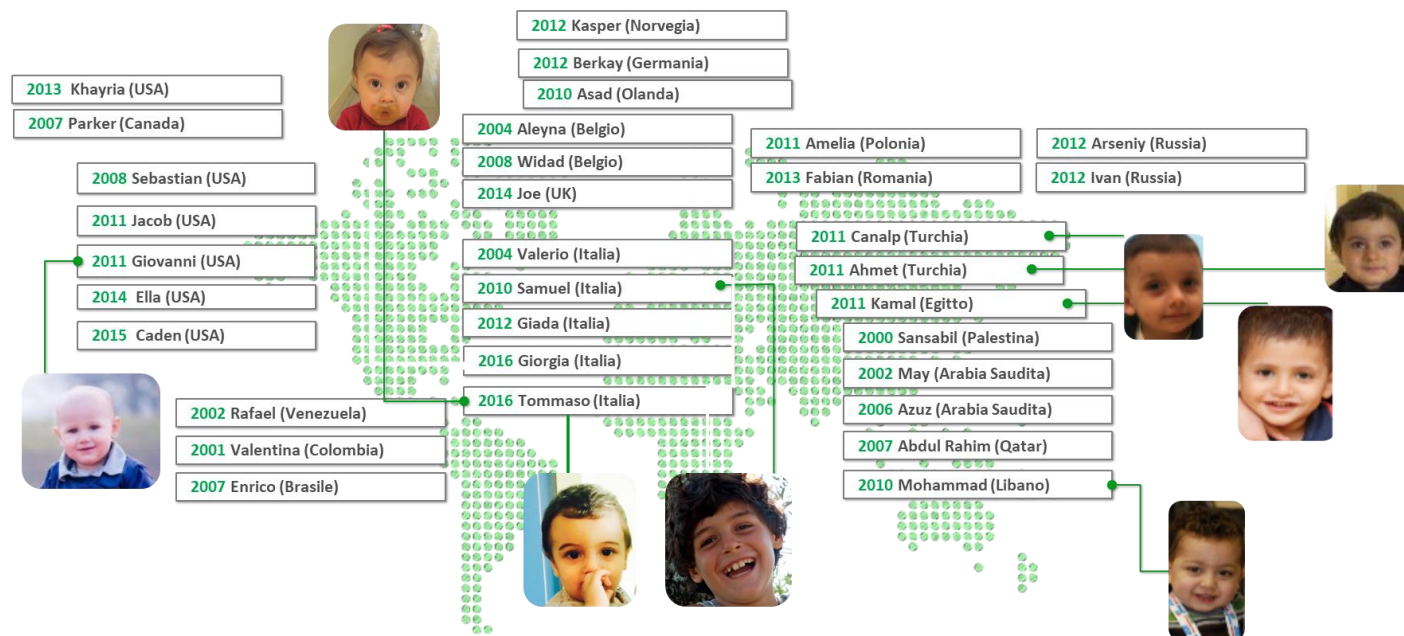 2012 Kasper (Norvegia)
2012 Berkay (Germania)
2010 Asad (Olanda)
2013 Khayria (USA)
2007 Parker (Canada)
2004 Aleyna (Belgio)
2008 Widad (Belgio)
2014 Joe (UK)
2011 Amelia (Polonia)
2013 Fabian (Romania)
2012 Arseniy (Russia)
2012 Ivan (Russia)
2008 Sebastian (USA)
2011 Jacob (USA)
2011 Giovanni (USA)
2014 Ella (USA)
2015 Caden (USA)
2004 Valerio (Italia)
2010 Samuel (Italia)
2012 Giada (Italia)
2016 Giorgia (Italia)
2016 Tommaso (Italia)
2011 Canalp (Turchia)
2011 Ahmet (Turchia)
2011 Kamal (Egitto)
2000 Sansabil (Palestina)
2002 May (Arabia Saudita)
2006 Azuz (Arabia Saudita)
2007 Abdul Rahim (Qatar)
2010 Mohammad (Libano)
2002 Rafael (Venezuela)
2001 Valentina (Colombia)
2007 Enrico (Brasile)